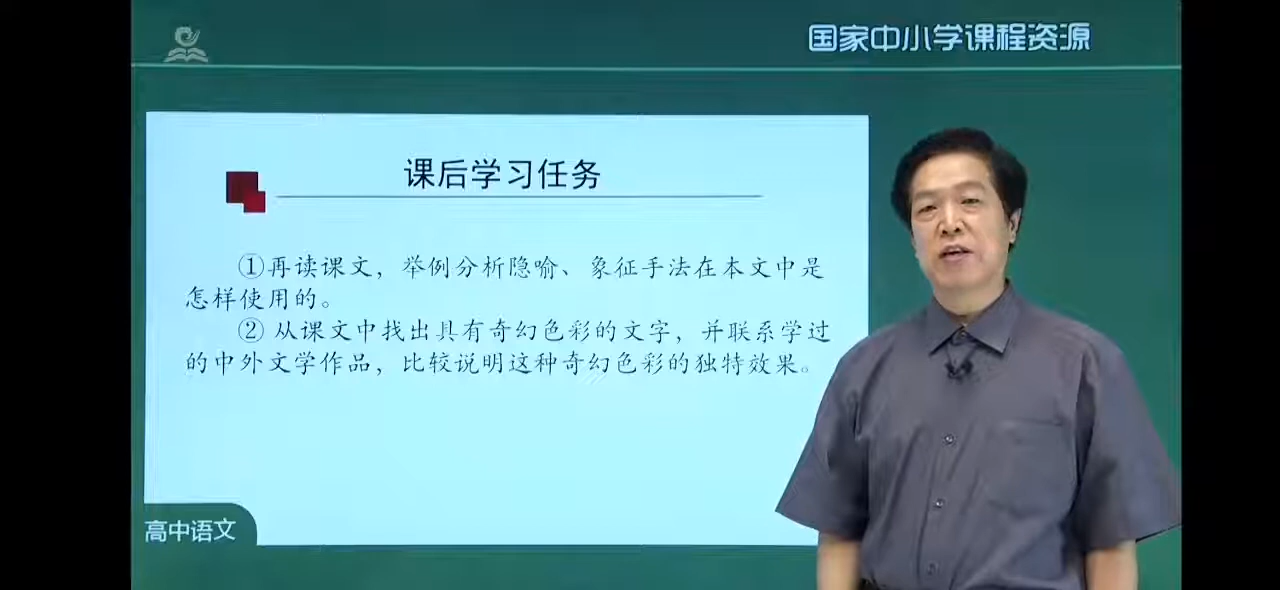 国家中小学课程资源
课后学习任务
①再读课文，举例分析隐喻、象征手法在本文中是
怎样使用的。
② 从课文中找出具有奇幻色彩的文字，并联系学过
的中外文学作品，比较说明这种奇幻色彩的独特效果。
高中语文